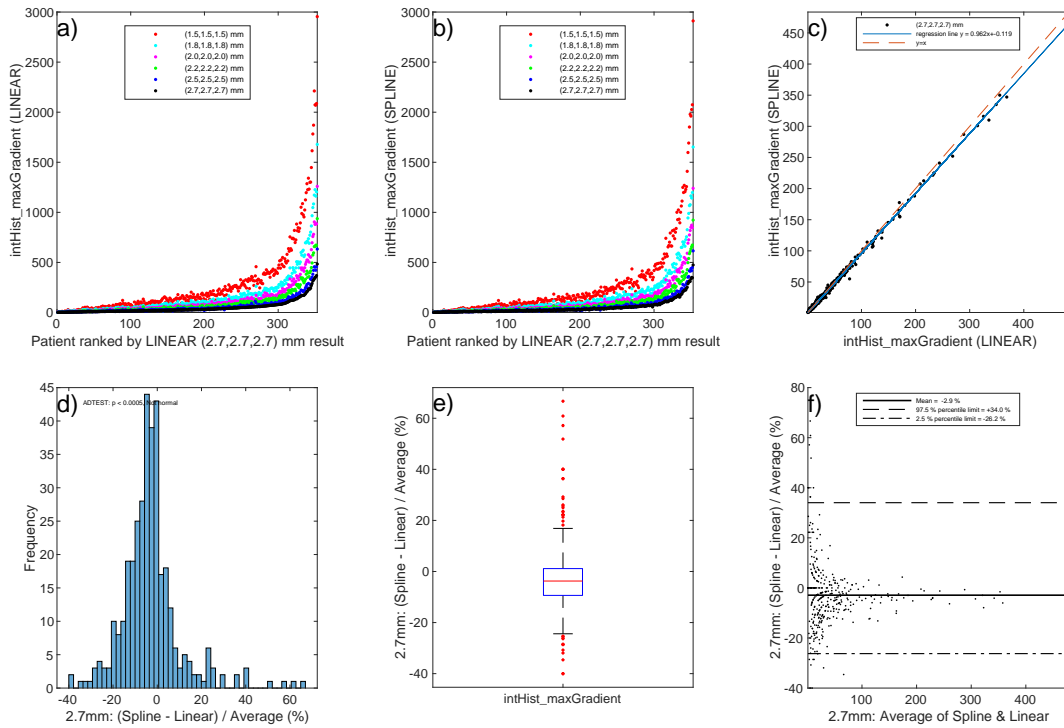 a)
(1.5,1.5,1.5) mm
(1.8,1.8,1.8) mm
(2.0,2.0,2.0) mm
(2.2,2.2,2.2) mm
(2.5,2.5,2.5) mm
(2.7,2.7,2.7) mm
3000
2500
2000
1500
1000
500
0
0
100
200
300
intHist_maxGradient (LINEAR)
Patient ranked by LINEAR (2.7,2.7,2.7) mm result
b)
(1.5,1.5,1.5) mm
(1.8,1.8,1.8) mm
(2.0,2.0,2.0) mm
(2.2,2.2,2.2) mm
(2.5,2.5,2.5) mm
(2.7,2.7,2.7) mm
3000
2500
2000
1500
1000
500
0
0
100
200
300
intHist_maxGradient (SPLINE)
Patient ranked by LINEAR (2.7,2.7,2.7) mm result
c)
(2.7,2.7,2.7) mm
regression line y = 0.962x+-0.119
y=x
450
400
350
300
250
200
150
100
50
100
200
300
400
intHist_maxGradient (SPLINE)
intHist_maxGradient (LINEAR)
d)
ADTEST: p < 0.0005, Not normal
45
40
35
30
25
20
15
10
5
0
-40
-20
0
20
40
60
Frequency
2.7mm: (Spline - Linear) / Average (%)
e)
60
40
20
0
-20
-40
2.7mm: (Spline - Linear) / Average (%)
intHist_maxGradient
f)
Mean = -2.9 %
97.5 % percentile limit = +34.0 %
2.5 % percentile limit = -26.2 %
80
60
40
20
0
-20
-40
100
200
300
400
2.7mm: (Spline - Linear) / Average (%)
2.7mm: Average of Spline & Linear